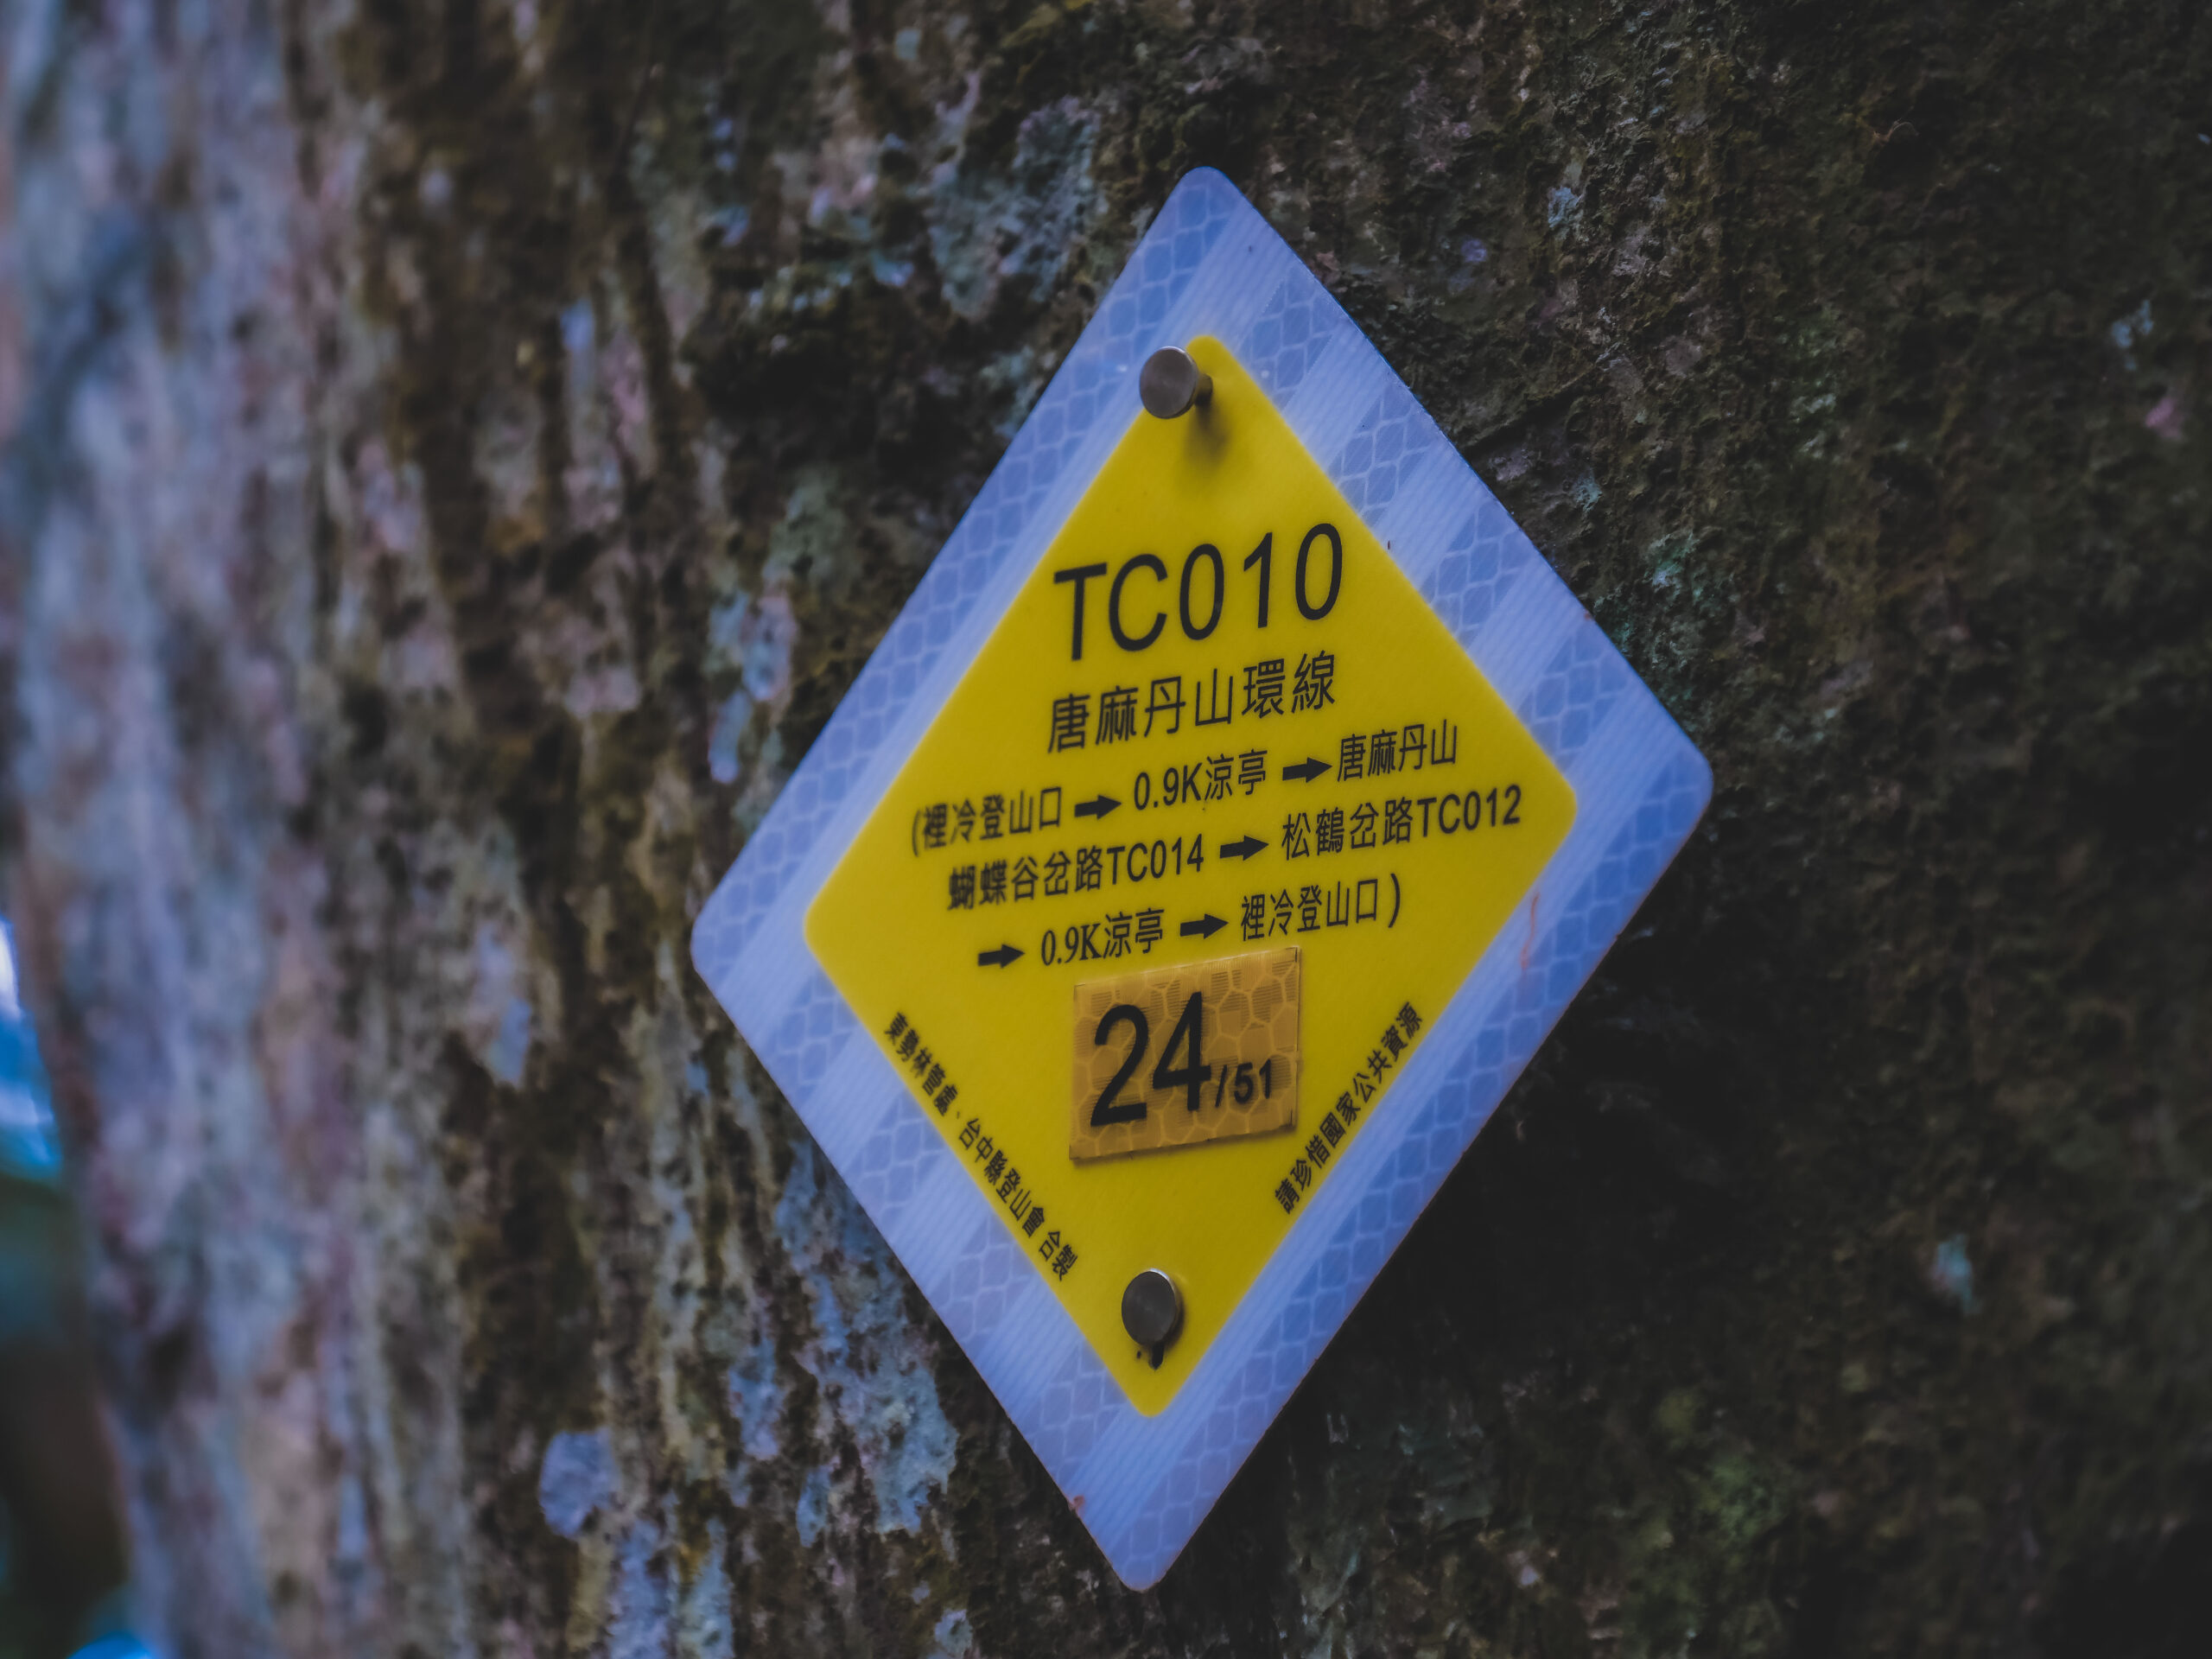 TC010
唐麻丹山環線
(裡冷登山口➡0.9K涼亭➡唐麻丹山
蝴蝶谷岔路TC014➡松鶴岔路TC012
➡0.9K涼亭➡裡冷登山口)
24/51
東勢林管處、台中縣登山會 合製
請珍惜國家公共資源